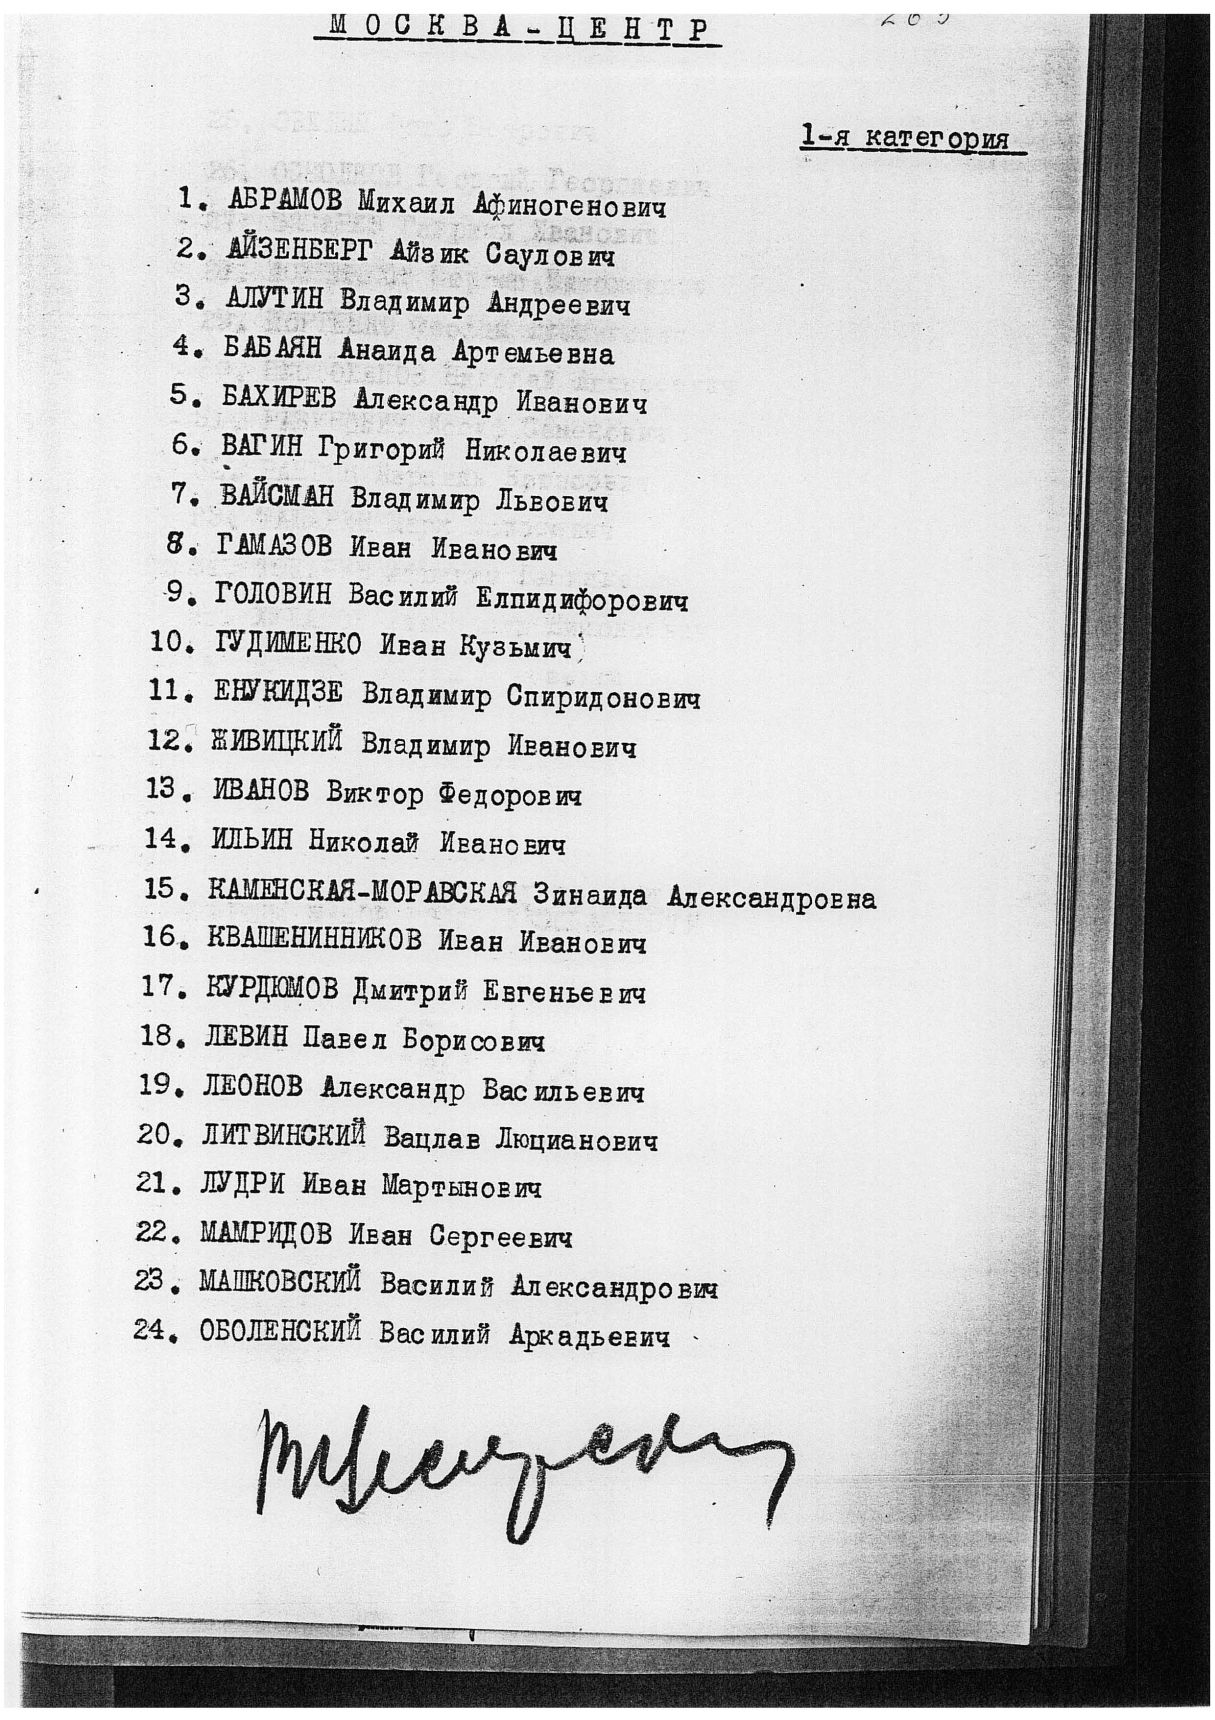 МОСКВА-ЦЕНТР
1-я категория
1. АБРАМОВ Михаил Афиногенович
2. АЙЗЕНБЕРГ Айзик Саулович
3. АЛУТИН Владимир Андреевич
4. БАБАЯН Анаида Артемьевна
5. БАХИРЕВ Александр Иванович
6. ВАГИН Григорий Николаевич
7. ВАЙСМАН Владимир Львович
8. ГАМАЗОВ Иван Иванович
9. ГОЛОВИН Василий Елпидифорович
10. ГУДИМЕНКО Иван Кузьмич
11. ЕНУКИДЗЕ Владимир Спиридонович
12. ЖИВИЦКИЙ Владимир Иванович
13. ИВАНОВ Виктор Федорович
14. ИЛЬИН Николай Иванович
15. КАМЕНСКАЯ-МОРАВСКАЯ Зинаида Александровна
16. КВАШЕНИННИКОВ Иван Иванович
17. КУРДЮМОВ Дмитрий Евгеньевич
18. ЛЕВИН Павел Борисович
19. ЛЕОНОВ Александр Васильевич
20. ЛИТВИНСКИЙ Вацлав Люцианович
21. ЛУДРИ Иван Мартынович
22. МАМРИДОВ Иван Сергеевич
23. МАШКОВСКИЙ Василий Александрович
24. ОБОЛЕНСКИЙ Василий Аркадьевич